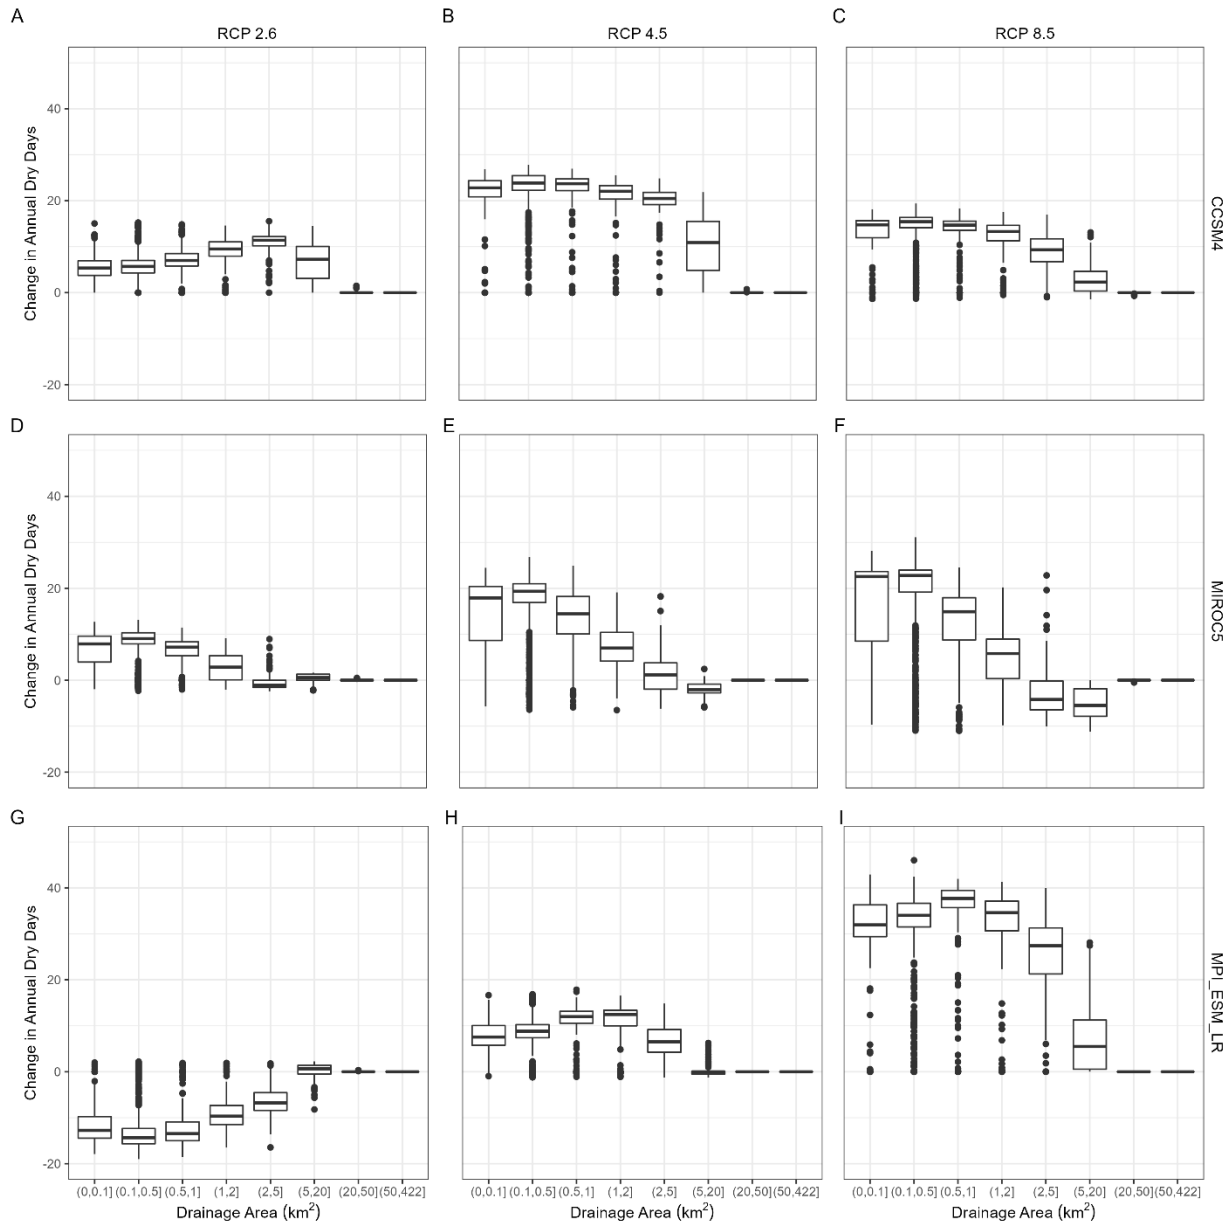 A
B
C
RCP 2.6
RCP 4.5
RCP 8.5
Change in Annual Dry Days
40
20
0
-20
CCSM4
D
E
F
Change in Annual Dry Days
40
20
0
-20
MIROC5
G
H
I
Change in Annual Dry Days
40
20
0
-20
MPI_ESM_LR
(0,0.1] (0.1,0.5] (0.5,1] (1,2] (2,5] (5,20] (20,50] (50,422]
(0,0.1] (0.1,0.5] (0.5,1] (1,2] (2,5] (5,20] (20,50] (50,422]
(0,0.1] (0.1,0.5] (0.5,1] (1,2] (2,5] (5,20] (20,50] (50,422]
Drainage Area (km²)
Drainage Area (km²)
Drainage Area (km²)